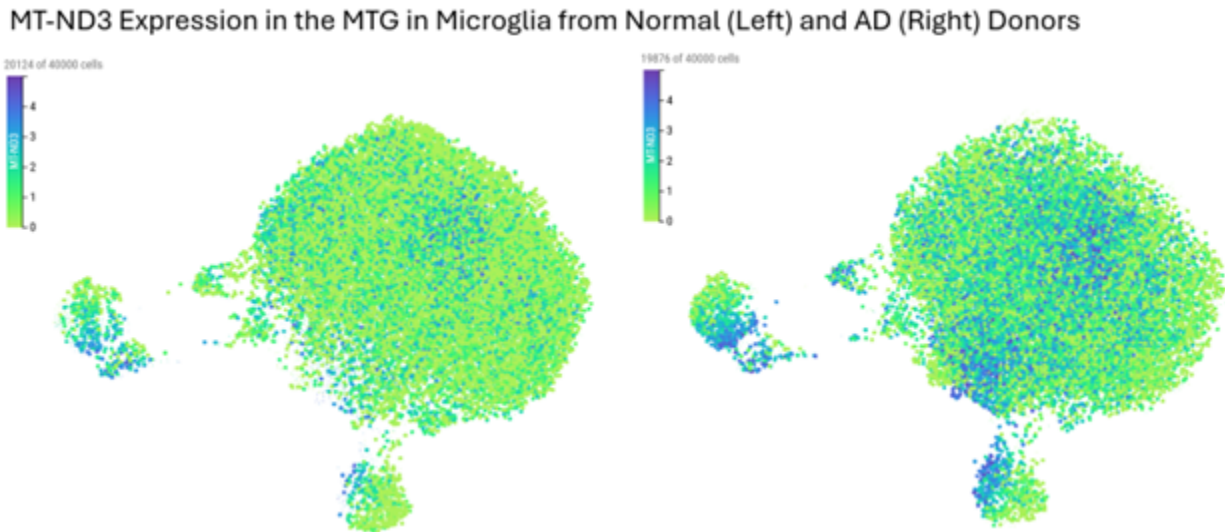 MT-ND3 Expression in the MTG in Microglia from Normal (Left) and AD (Right) Donors
20124 of 40000 cells
4
3
2
1
0
MT-ND3
19876 of 40000 cells
4
3
2
1
0
MT-ND3